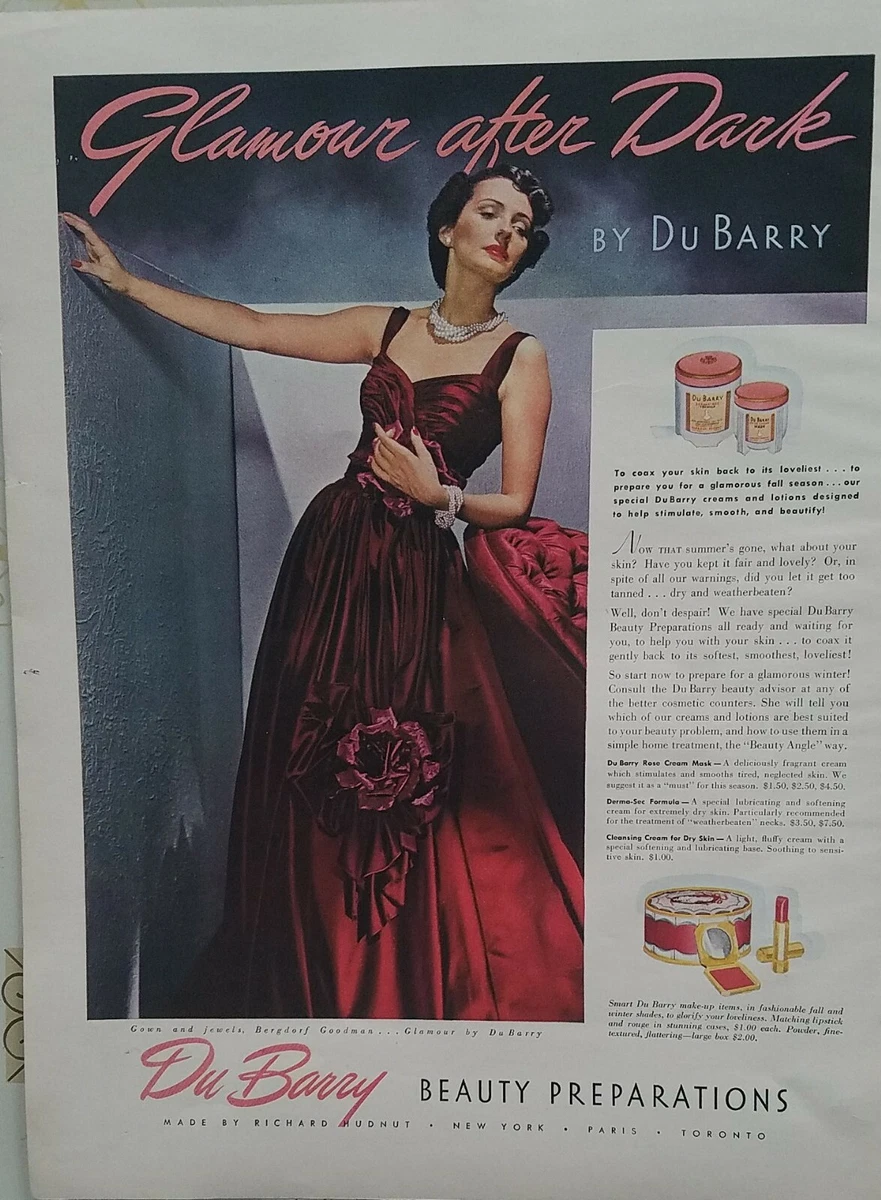 Glamour after Dark
BY DU BARRY
DU BARRY
DU BARRY
To coax your skin back to its loveliest . . . to
prepare you for a glamorous fall season . . . our
special DuBarry creams and lotions designed
to help stimulate, smooth, and beautify!
NOW THAT summer's gone, what about your
skin? Have you kept it fair and lovely? Or, in
spite of all our warnings, did you let it get too
tanned . . . dry and weatherbeaten?
Well, don't despair! We have special Du Barry
Beauty Preparations all ready and waiting for
you, to help you with your skin . . . to coax it
gently back to its softest, smoothest, loveliest!
So start now to prepare for a glamorous winter!
Consult the Du Barry beauty advisor at any of
the better cosmetic counters. She will tell you
which of our creams and lotions are best suited
to your beauty problem, and how to use them in a
simple home treatment, the "Beauty Angle" way.
Du Barry Rose Cream Mask — A deliciously fragrant cream
which stimulates and smooths tired, neglected skin. We
suggest it as a "must" for this season. $1.50, $2.50, $4.50.
Derma-Sec Formula — A special lubricating and softening
cream for extremely dry skin. Particularly recommended
for the treatment of "weatherbeaten" necks. $3.50, $7.50.
Cleansing Cream for Dry Skin — A light, fluffy cream with a
special softening and lubricating base. Soothing to sensi-
tive skin. $1.00.
Smart Du Barry make-up items, in fashionable fall and
winter shades, to glorify your loveliness. Matching lipstick
and rouge in stunning cases, $1.00 each. Powder, fine-
textured, flattering—large box $2.00.
Gown and jewels, Bergdorf Goodman . . . Glamour by DuBarry
Du Barry BEAUTY PREPARATIONS
MADE BY RICHARD HUDNUT • NEW YORK • PARIS • TORONTO